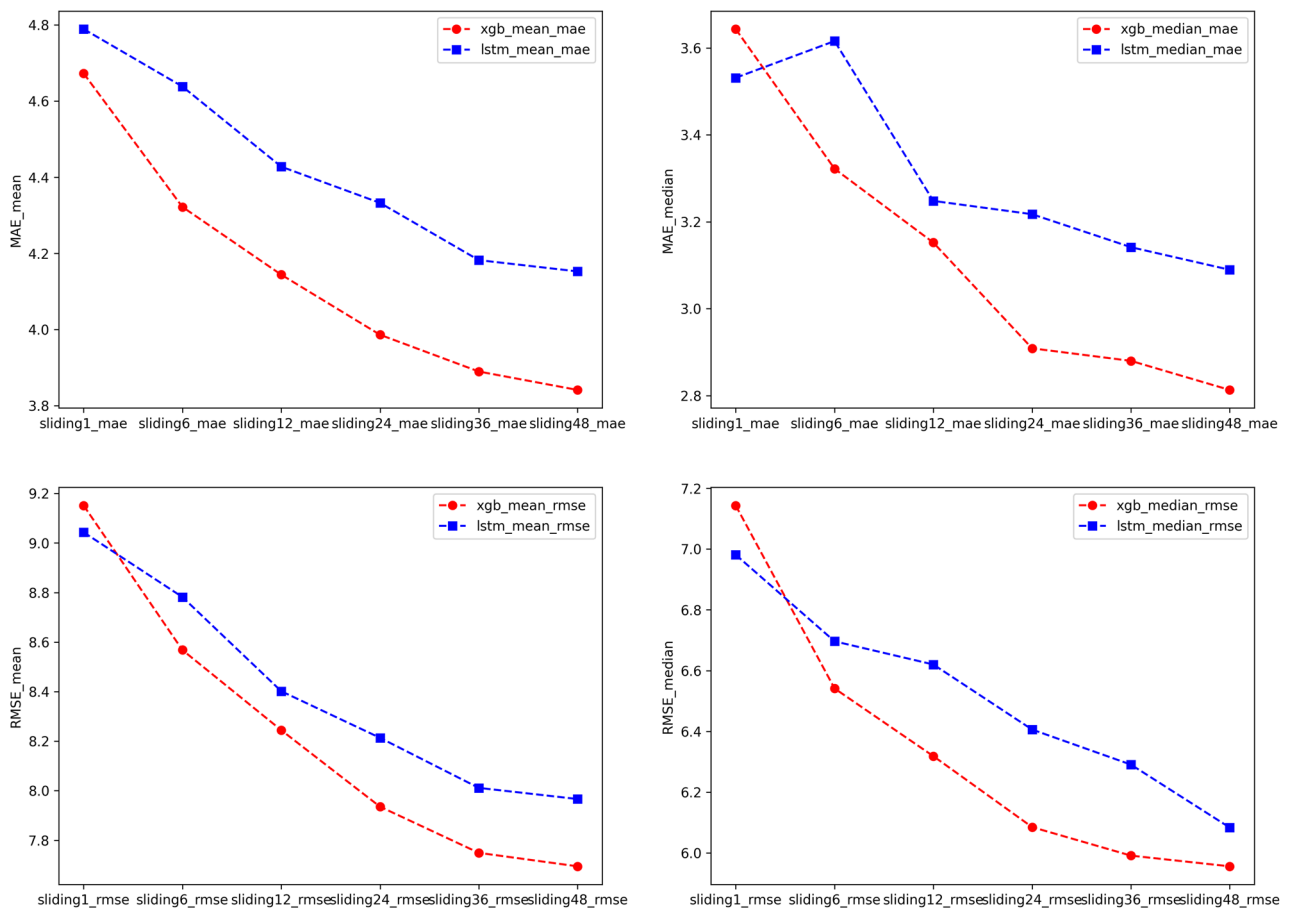 4.8
4.6
4.4
4.2
4.0
3.8
MAE_mean
xgb_mean_mae
lstm_mean_mae
sliding1_mae sliding6_mae sliding12_mae sliding24_mae sliding36_mae sliding48_mae
3.6
3.4
3.2
3.0
2.8
MAE_median
xgb_median_mae
lstm_median_mae
sliding1_mae sliding6_mae sliding12_mae sliding24_mae sliding36_mae sliding48_mae
9.2
9.0
8.8
8.6
8.4
8.2
8.0
7.8
RMSE_mean
xgb_mean_rmse
lstm_mean_rmse
sliding1_rmse sliding6_rmse sliding12_rmse sliding24_rmse sliding36_rmse sliding48_rmse
7.2
7.0
6.8
6.6
6.4
6.2
6.0
RMSE_median
xgb_median_rmse
lstm_median_rmse
sliding1_rmse sliding6_rmse sliding12_rmse sliding24_rmse sliding36_rmse sliding48_rmse